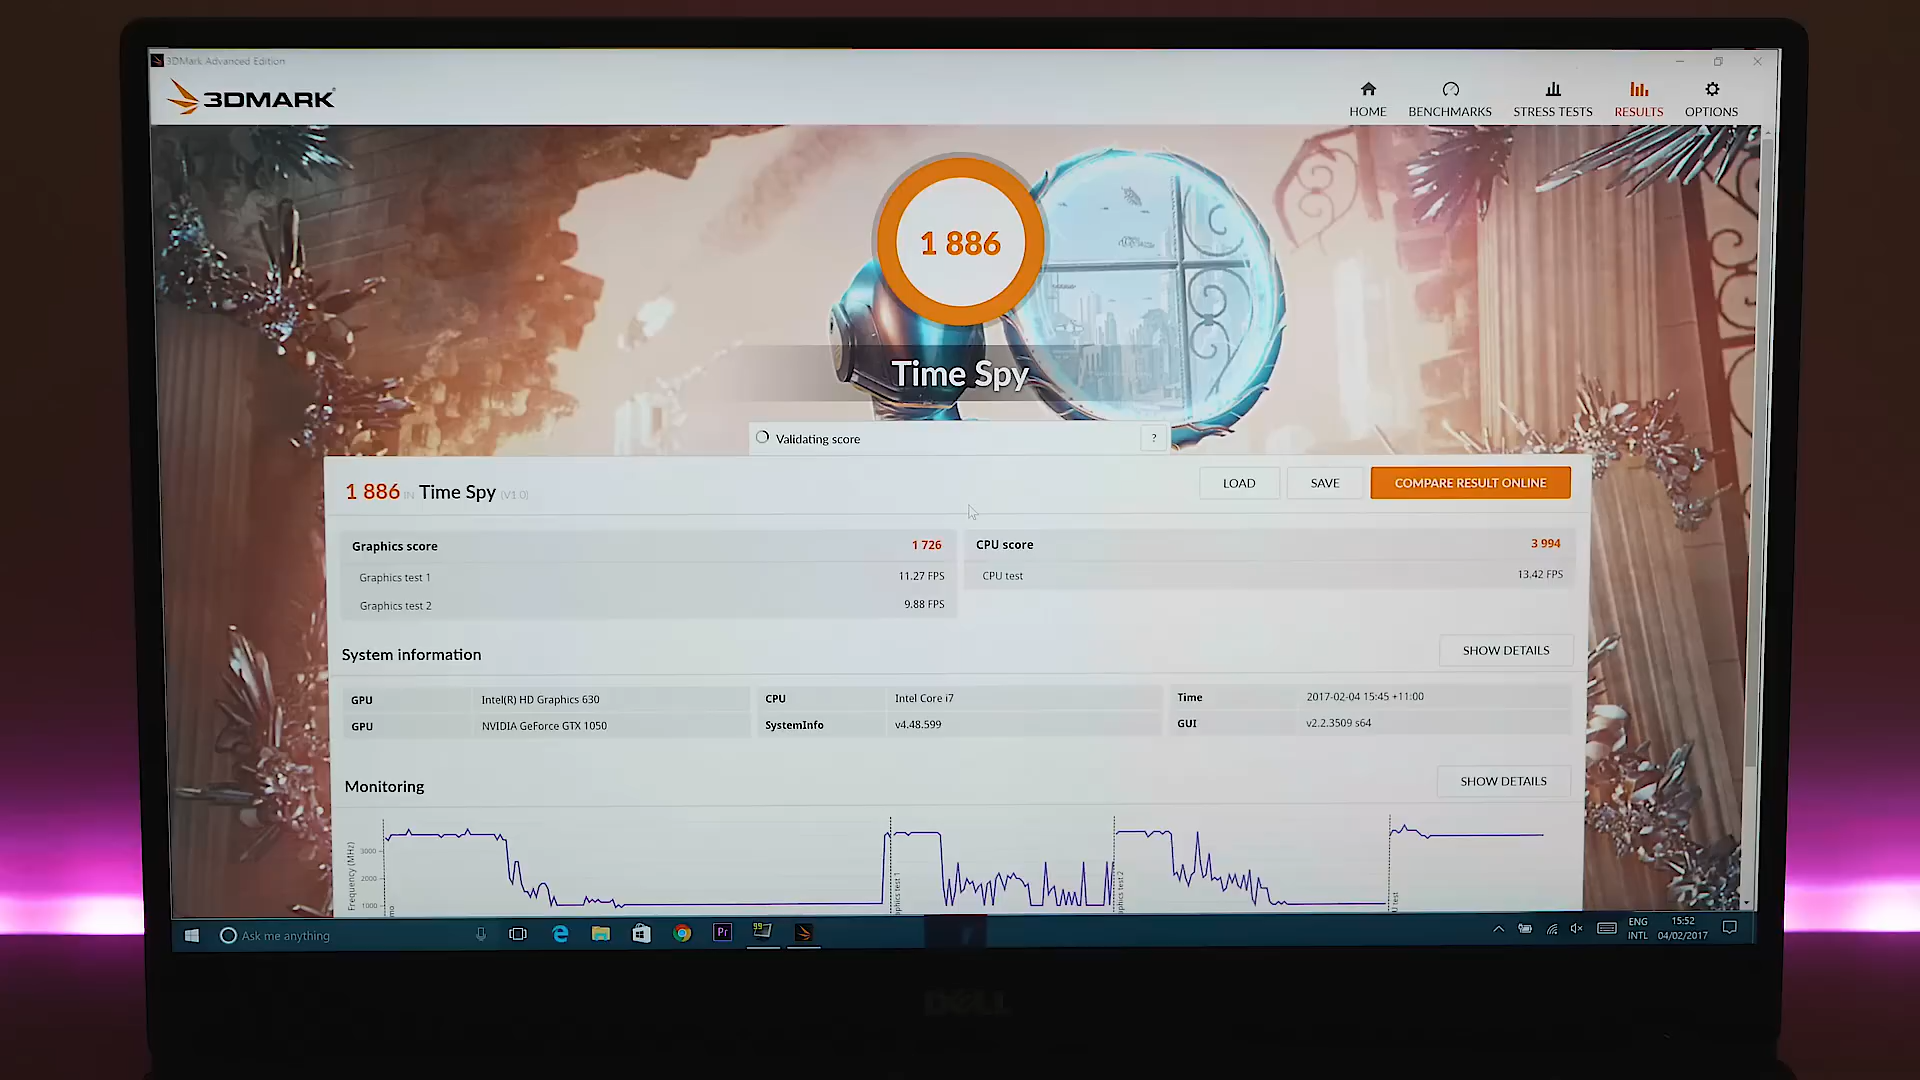 3DMark Advanced Edition
3DMARK
HOME
BENCHMARKS
STRESS TESTS
RESULTS
OPTIONS
1 886
Time Spy
Validating score
?
1 886 IN Time Spy (V1.0)
LOAD
SAVE
COMPARE RESULT ONLINE
Graphics score 1 726
Graphics test 1 11.27 FPS
Graphics test 2 9.88 FPS
CPU score 3 994
CPU test 13.42 FPS
System information
SHOW DETAILS
GPU Intel(R) HD Graphics 630
GPU NVIDIA GeForce GTX 1050
CPU Intel Core i7
SystemInfo v4.48.599
Time 2017-02-04 15:45 +11:00
GUI v2.2.3509 s64
Monitoring
SHOW DETAILS
Frequency (MHz)
3000
2000
1000
Ask me anything
Pr
99
ENG
INTL
15:52
04/02/2017
DELL